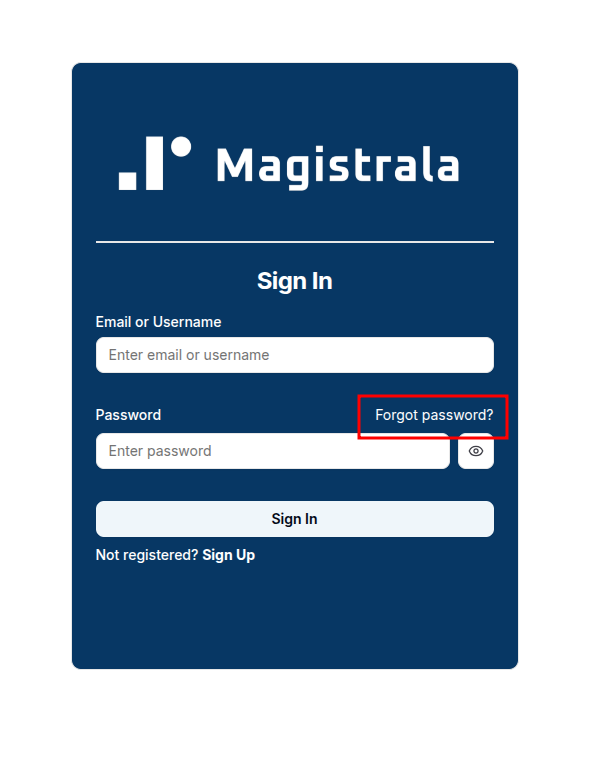 Magistrala
Sign In
Email or Username
Enter email or username
Password Forgot password?
Enter password
Sign In
Not registered? Sign Up